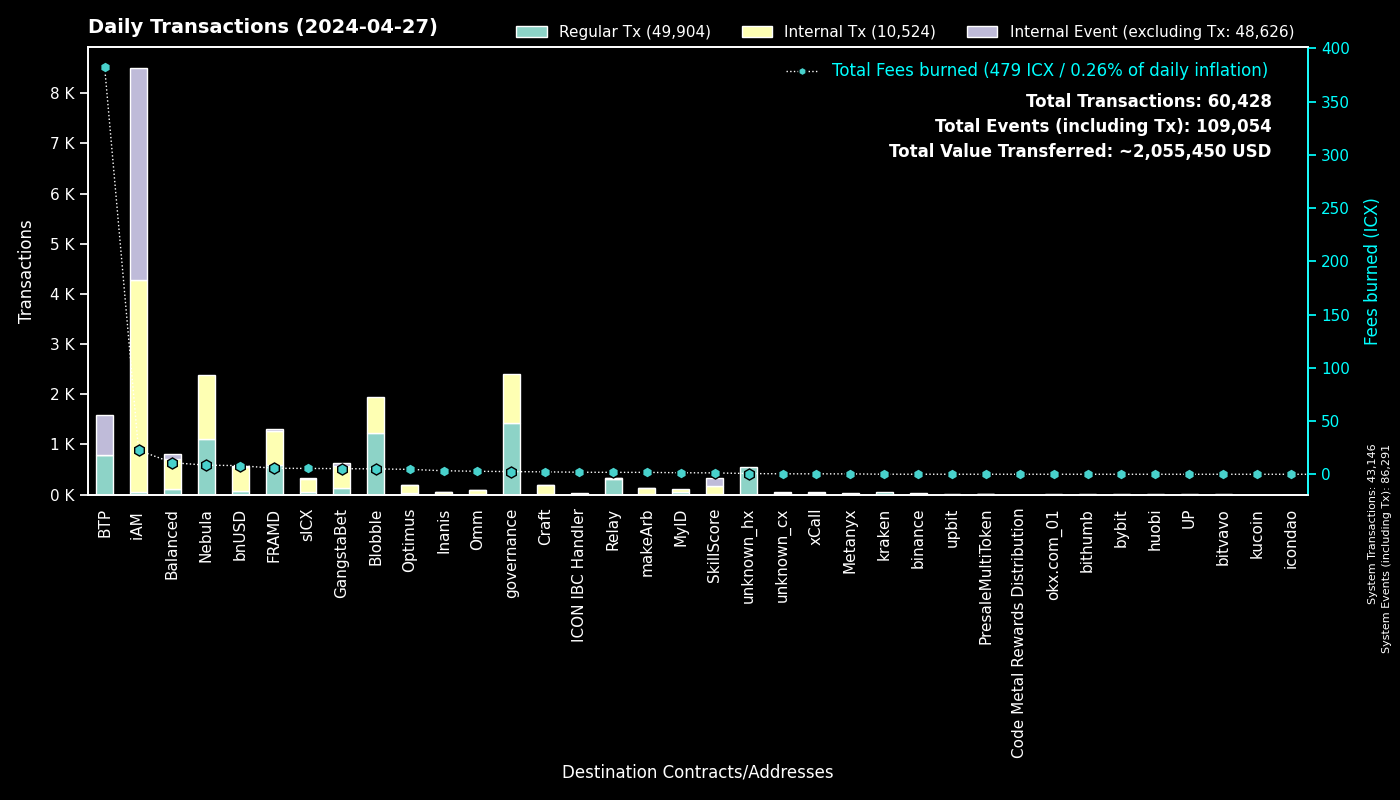 Daily Transactions (2024-04-27)
Regular Tx (49,904)
Internal Tx (10,524)
Internal Event (excluding Tx: 48,626)
Total Fees burned (479 ICX / 0.26% of daily inflation)
Total Transactions: 60,428
Total Events (including Tx): 109,054
Total Value Transferred: ~2,055,450 USD
Transactions
8 K
7 K
6 K
5 K
4 K
3 K
2 K
1 K
0 K
400
350
300
250
200
150
100
50
0
Fees burned (ICX)
BTP
iAM
Balanced
Nebula
bnUSD
FRAMD
sICX
GangstaBet
Blobble
Optimus
Inanis
Omm
governance
Craft
ICON IBC Handler
Relay
makeArb
MyID
SkillScore
unknown_hx
unknown_cx
xCall
Metanyx
kraken
binance
upbit
PresaleMultiToken
Code Metal Rewards Distribution
okx.com_01
bithumb
bybit
huobi
UP
bitvavo
kucoin
icondao
Destination Contracts/Addresses
System Transactions: 43,146
System Events (including Tx): 86,291